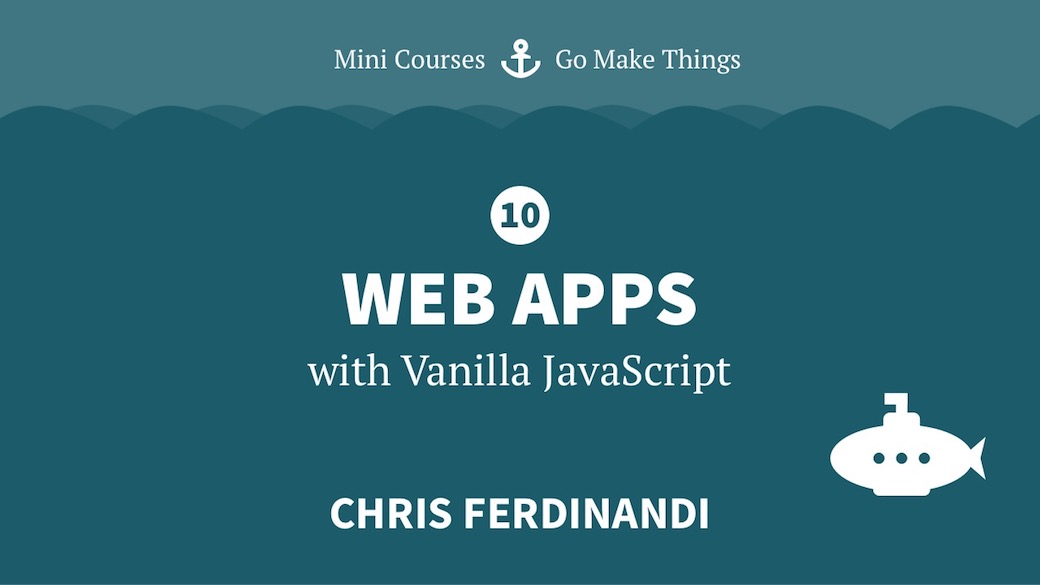 Mini Courses Go Make Things
10
WEB APPS
with Vanilla JavaScript
CHRIS FERDINANDI